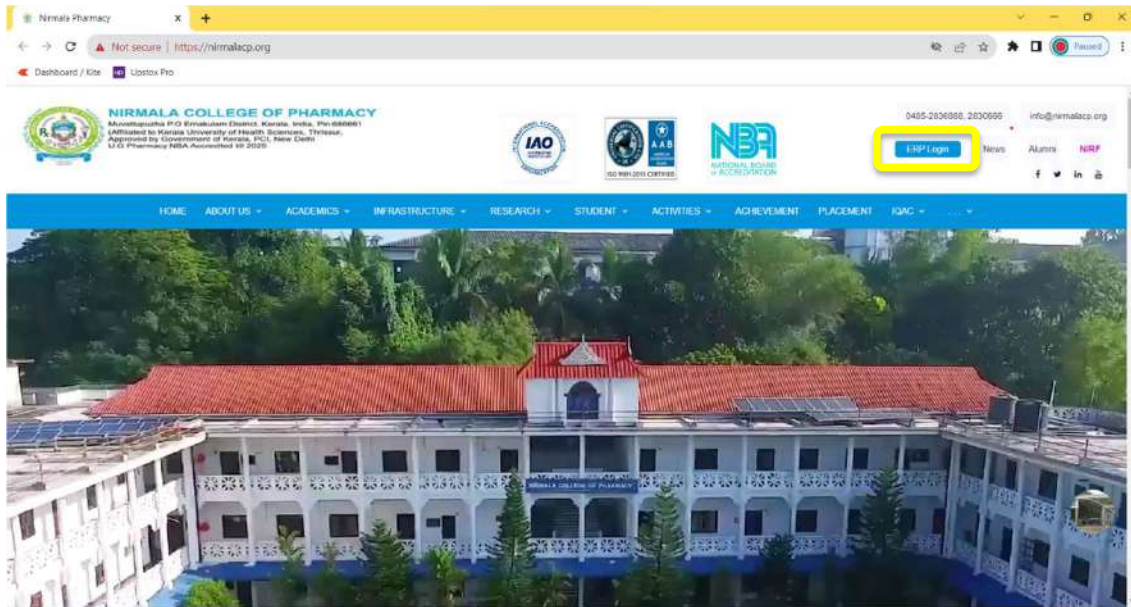 Nirmala Pharmacy
Not secure | https://nirmalacp.org
Paused
Dashboard / Kite
Upstox Pro
NIRMALA COLLEGE OF PHARMACY
Muvattupuzha P.O Ernakulam District, Kerala, India, Pin:686661
(Affiliated to Kerala University of Health Sciences, Thrissur,
Approved by Government of Kerala, PCI, New Delhi
U.G Pharmacy NBA Accredited till 2025
IAO
AAB
ISO 9001:2015 CERTIFIED
NBA
NATIONAL BOARD
of ACCREDITATION
0485-2836888, 2830666
info@nirmalacp.org
ERP Login
News
Alumni
NIRF
HOME ABOUT US ACADEMICS INFRASTRUCTURE RESEARCH STUDENT ACTIVITIES ACHIEVEMENT PLACEMENT IQAC ...
NIRMALA COLLEGE OF PHARMACY